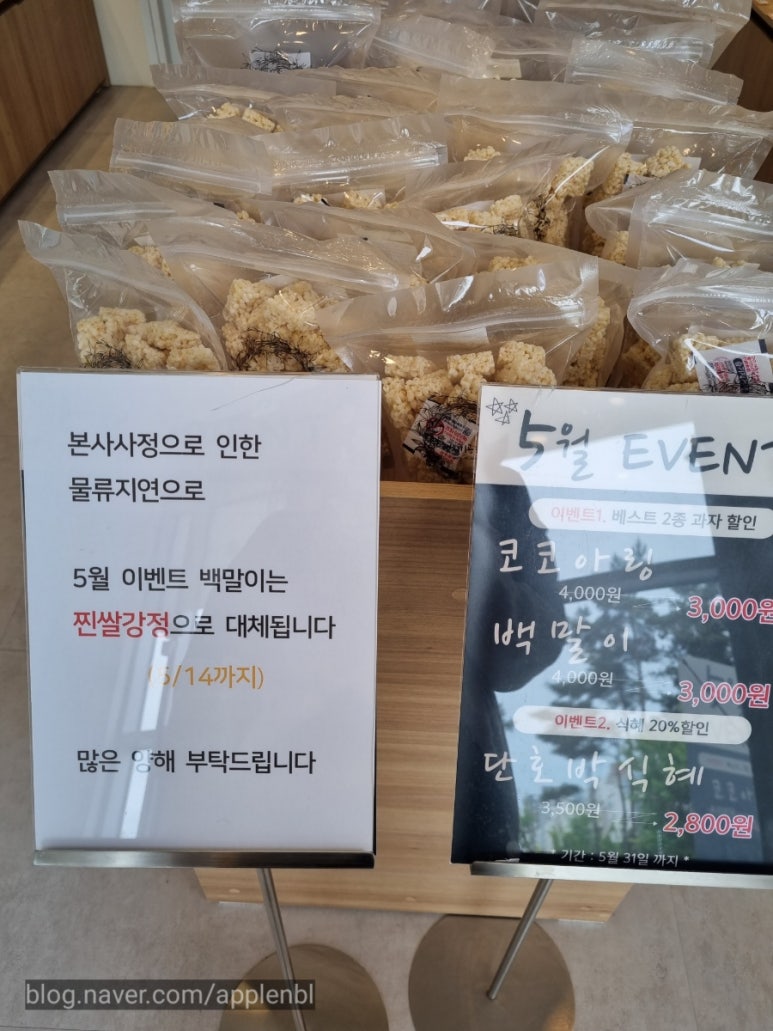 본사사정으로 인한
물류지연으로
5월 이벤트 백말이는
찐쌀강정으로 대체됩니다
(5/14까지)
많은 양해 부탁드립니다
5월 EVENT
이벤트1. 베스트 2종 과자 할인
코코아링
4,000원
3,000원
백말이
4,000원
3,000원
이벤트2. 식혜 20%할인
단호박식혜
3,500원
2,800원
* 기간 : 5월 31일 까지 *
blog.naver.com/applenbl